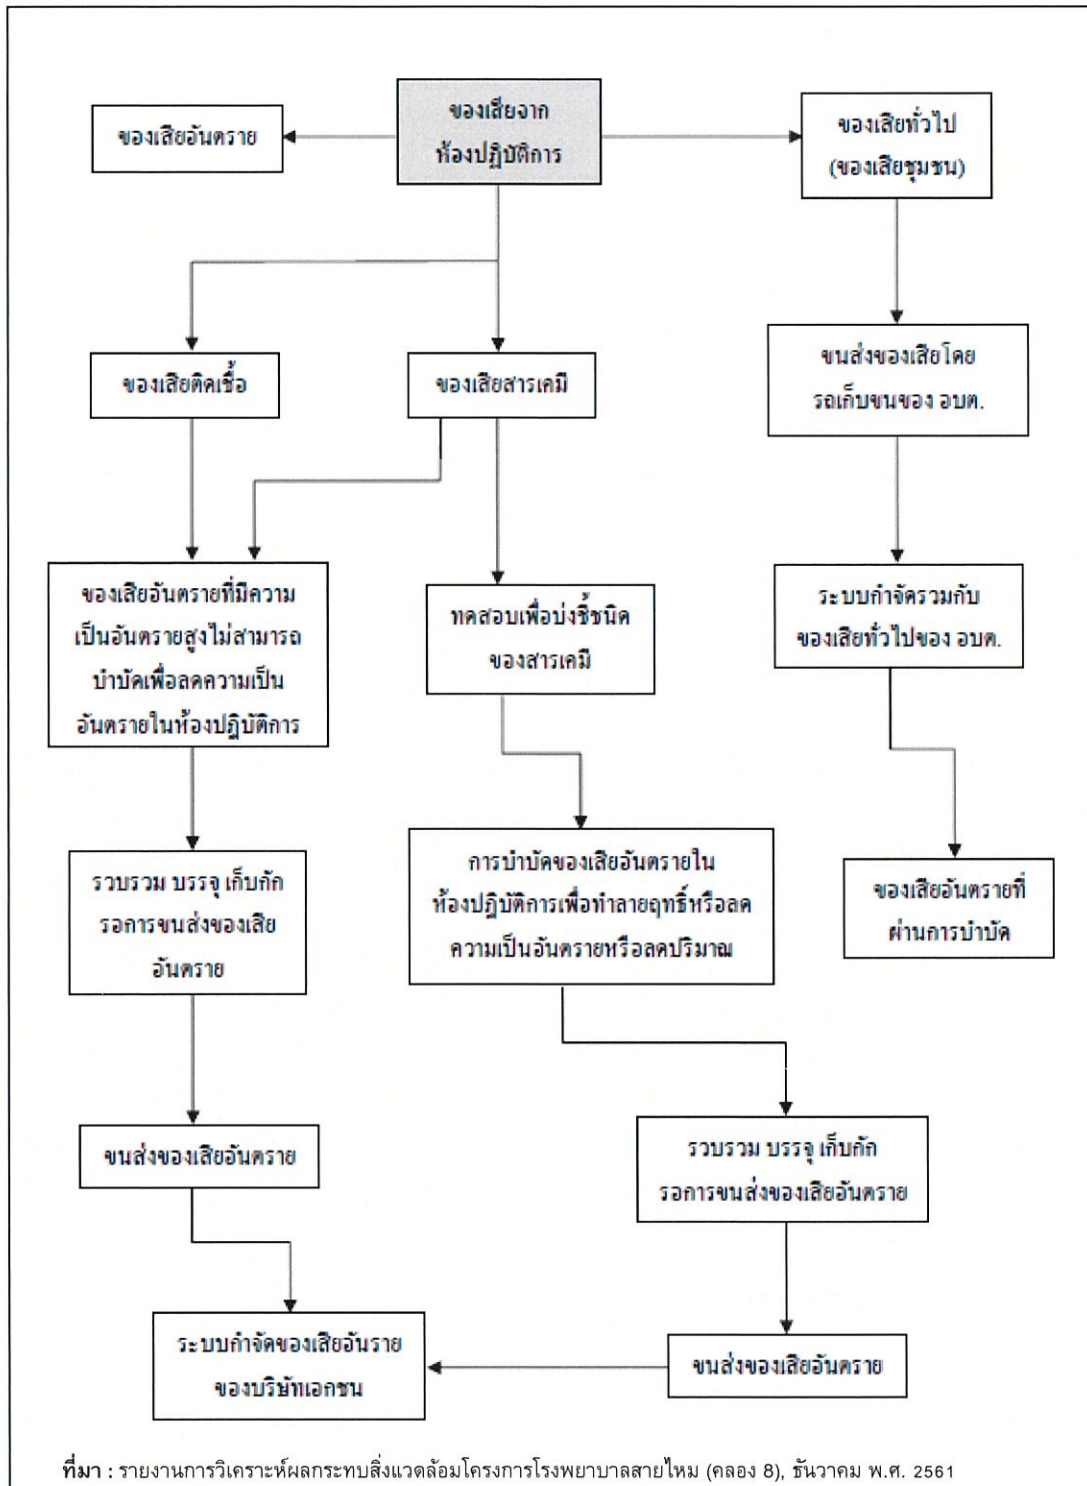 ของเสียจาก
ห้องปฏิบัติการ
ของเสียอันตราย
ของเสียทั่วไป
(ของเสียชุมชน)
ของเสียติดเชื้อ
ของเสียสารเคมี
ขนส่งของเสียโดย
รถเก็บขนของ อบต.
ของเสียอันตรายที่มีความ
เป็นอันตรายสูงไม่สามารถ
บำบัดเพื่อลดความเป็น
อันตรายในห้องปฏิบัติการ
ทดสอบเพื่อบ่งชี้ชนิด
ของสารเคมี
ระบบกำจัดรวมกับ
ของเสียทั่วไปของ อบต.
รวบรวม บรรจุ เก็บกัก
รอการขนส่งของเสีย
อันตราย
การบำบัดของเสียอันตรายใน
ห้องปฏิบัติการเพื่อทำลายฤทธิ์หรือลด
ความเป็นอันตรายหรือลดปริมาณ
ของเสียอันตรายที่
ผ่านการบำบัด
ขนส่งของเสียอันตราย
รวบรวม บรรจุ เก็บกัก
รอการขนส่งของเสียอันตราย
ระบบกำจัดของเสียอันราย
ของบริษัทเอกชน
ขนส่งของเสียอันตราย
ที่มา : รายงานการวิเคราะห์ผลกระทบสิ่งแวดล้อมโครงการโรงพยาบาลสายไหม (คลอง 8), ธันวาคม พ.ศ. 2561